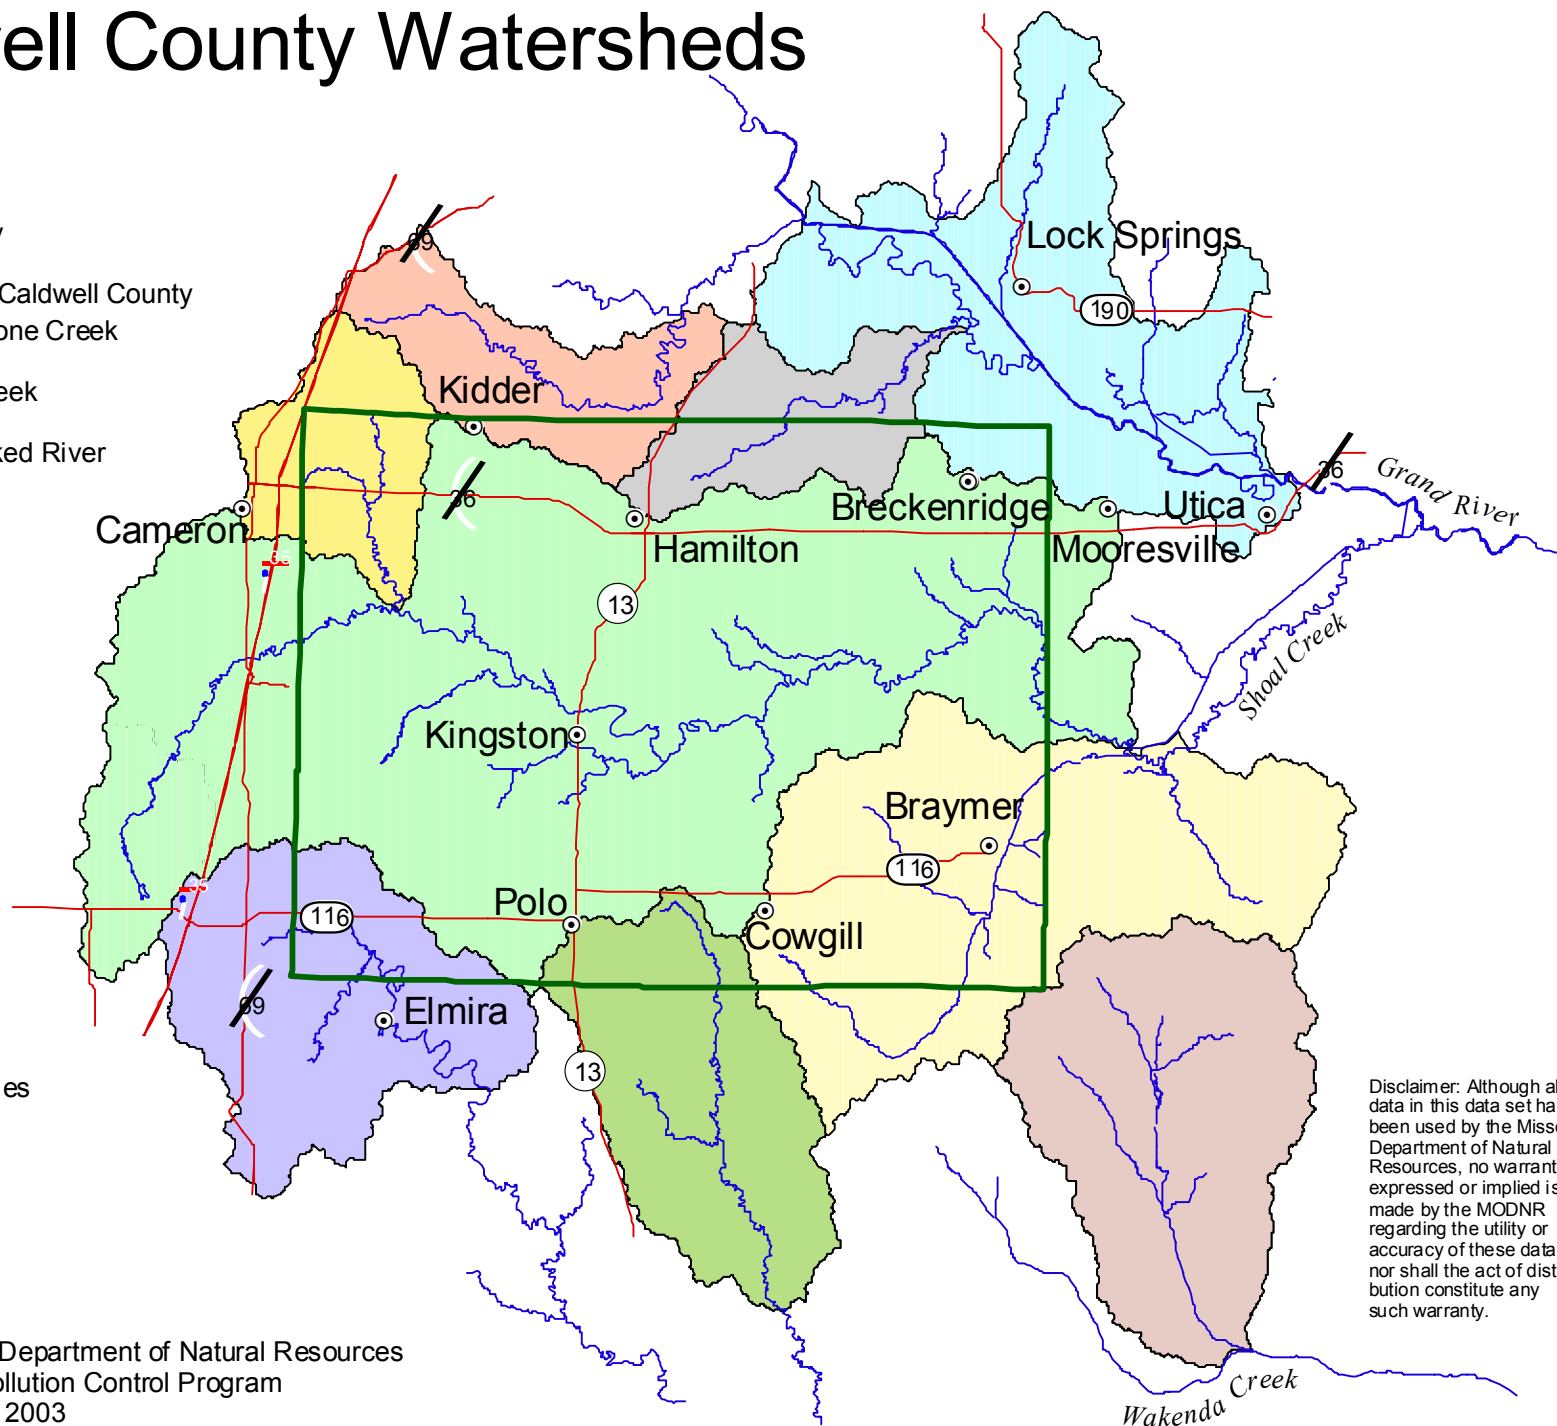 ell County Watersheds
y
Caldwell County
one Creek
eek
ked River
69
Lock Springs
190
Kidder
36
Cameron
Hamilton
Breckenridge
Mooresville
Utica
36
Grand River
35
13
Shoal Creek
Kingston
Braymer
116
35
116
Polo
Cowgill
69
Elmira
13
es
Disclaimer: Although al
data in this data set ha
been used by the Misso
Department of Natural
Resources, no warrant
expressed or implied is
made by the MODNR
regarding the utility or
accuracy of these data
nor shall the act of dist
bution constitute any
such warranty.
Department of Natural Resources
ollution Control Program
2003
Wakenda Creek